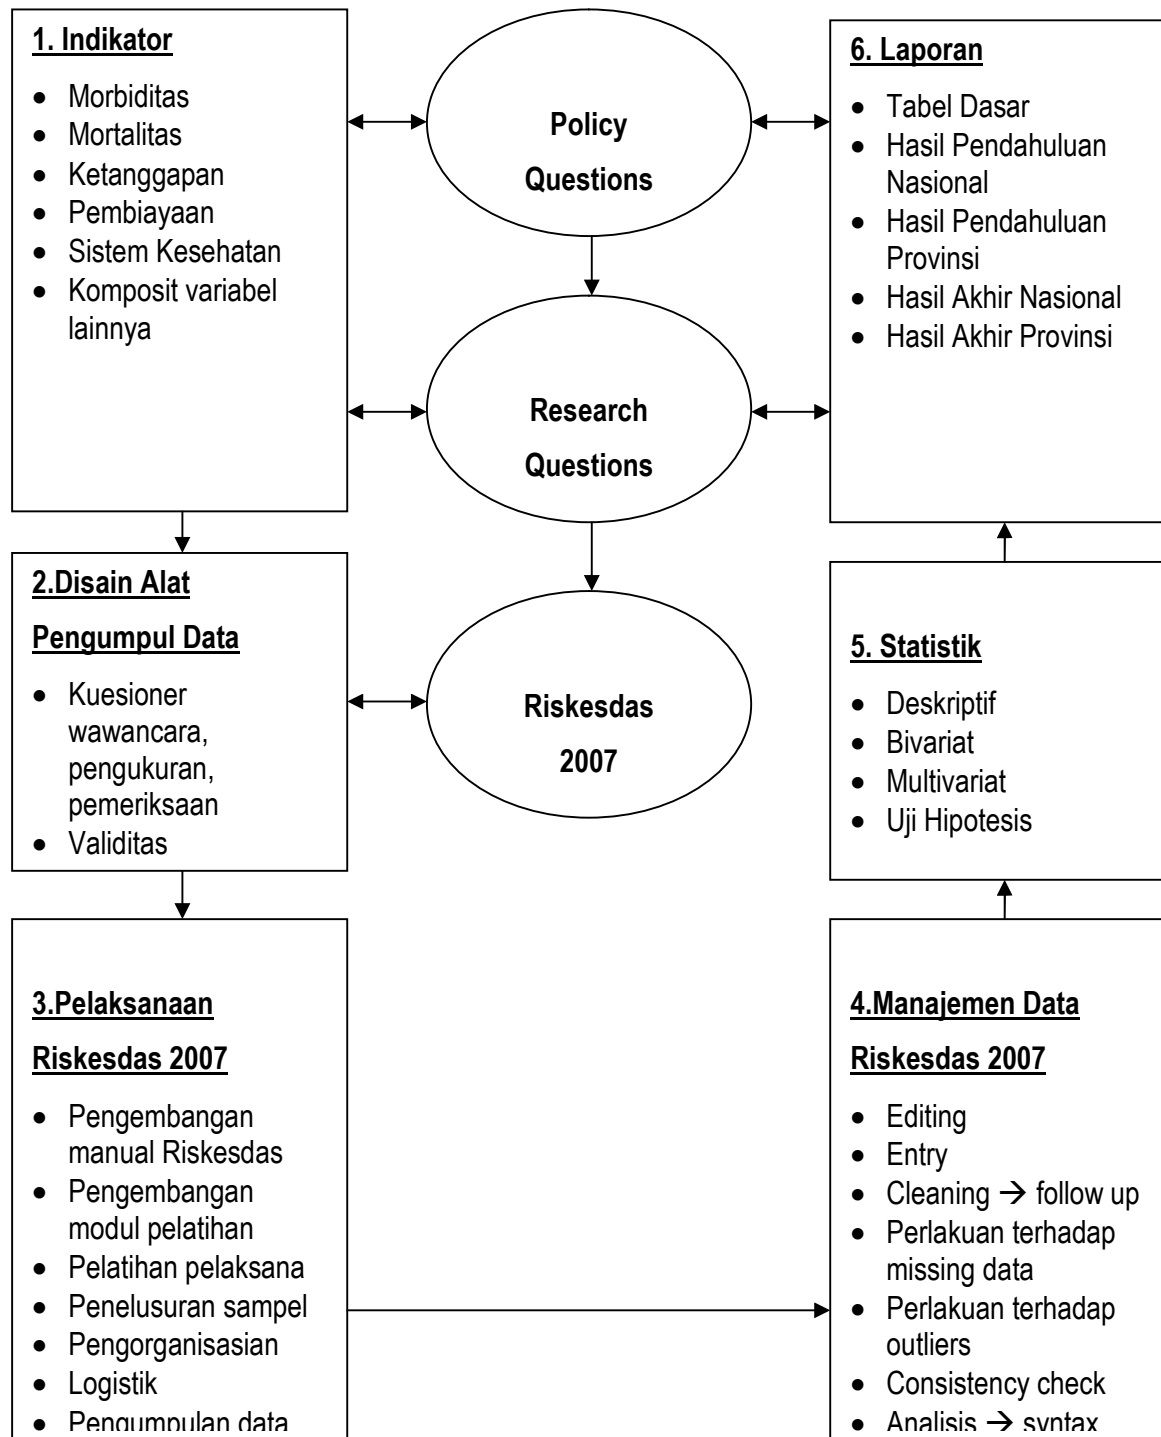 1. Indikator
● Morbiditas
● Mortalitas
● Ketanggapan
● Pembiayaan
● Sistem Kesehatan
● Komposit variabel
lainnya
Policy
Questions
6. Laporan
● Tabel Dasar
● Hasil Pendahuluan
Nasional
● Hasil Pendahuluan
Provinsi
● Hasil Akhir Nasional
● Hasil Akhir Provinsi
Research
Questions
2.Disain Alat
Pengumpul Data
● Kuesioner
wawancara,
pengukuran,
pemeriksaan
● Validitas
Riskesdas
2007
5. Statistik
● Deskriptif
● Bivariat
● Multivariat
● Uji Hipotesis
3.Pelaksanaan
Riskesdas 2007
● Pengembangan
manual Riskesdas
● Pengembangan
modul pelatihan
● Pelatihan pelaksana
● Penelusuran sampel
● Pengorganisasian
● Logistik
● Pengumpulan data
4.Manajemen Data
Riskesdas 2007
● Editing
● Entry
● Cleaning → follow up
● Perlakuan terhadap
missing data
● Perlakuan terhadap
outliers
● Consistency check
● Analisis → syntax